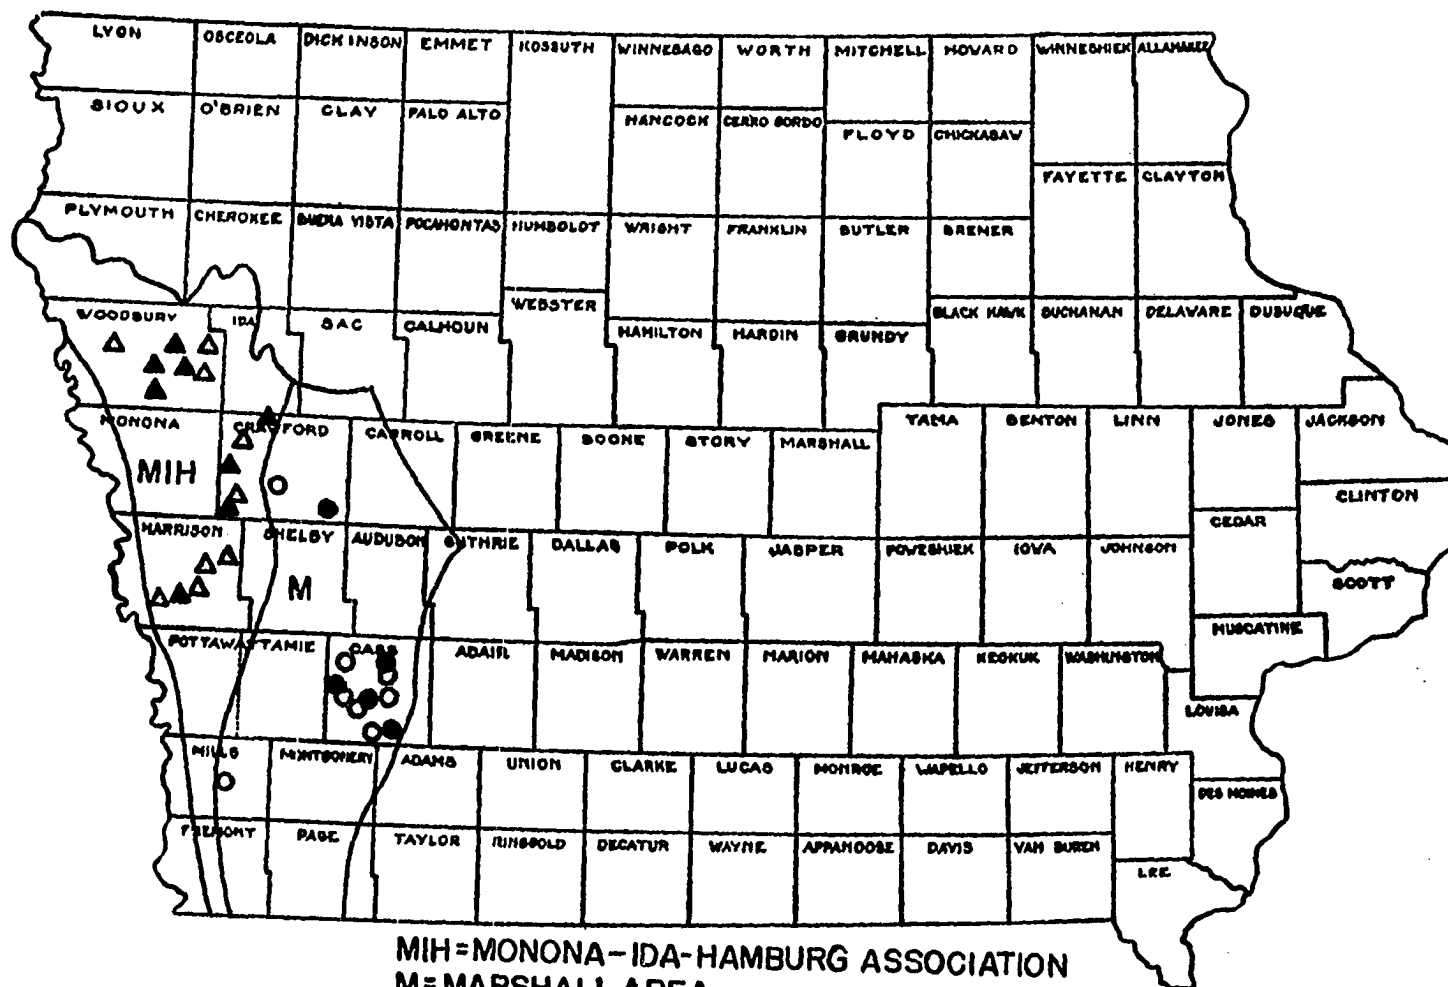 LYON OSCEOLA DICKINSON EMMET KOSSUTH WINNEBAGO WORTH MITCHELL HOWARD WINNESHIEK ALLAMAKEE
SIOUX O'BRIEN CLAY PALO ALTO HANCOCK CERRO GORDO FLOYD CHICKASAW
FAYETTE CLAYTON
PLYMOUTH CHEROKEE BUENA VISTA POCAHONTAS HUMBOLDT WRIGHT FRANKLIN BUTLER BREMER
WOODBURY IDA SAC CALHOUN WEBSTER HAMILTON HARDIN GRUNDY BLACK HAWK BUCHANAN DELAWARE DUBUQUE
MONONA CRAWFORD CARROLL GREENE BOONE STORY MARSHALL TAMA BENTON LINN JONES JACKSON
MIH
CLINTON
HARRISON SHELBY AUDUBON GUTHRIE DALLAS POLK JASPER POWESHIEK IOWA JOHNSON CEDAR
M
SCOTT
MUSCATINE
POTTAWATTAMIE CASS ADAIR MADISON WARREN MARION MAHASKA KEOKUK WASHINGTON
LOUISA
MILLS MONTGOMERY ADAMS UNION CLARKE LUCAS MONROE WAPELLO JEFFERSON HENRY
DES MOINES
FREMONT PAGE TAYLOR RINGGOLD DECATUR WAYNE APPANOOSE DAVIS VAN BUREN
LEE
MIH=MONONA-IDA-HAMBURG ASSOCIATION
M=MARSHALL AREA